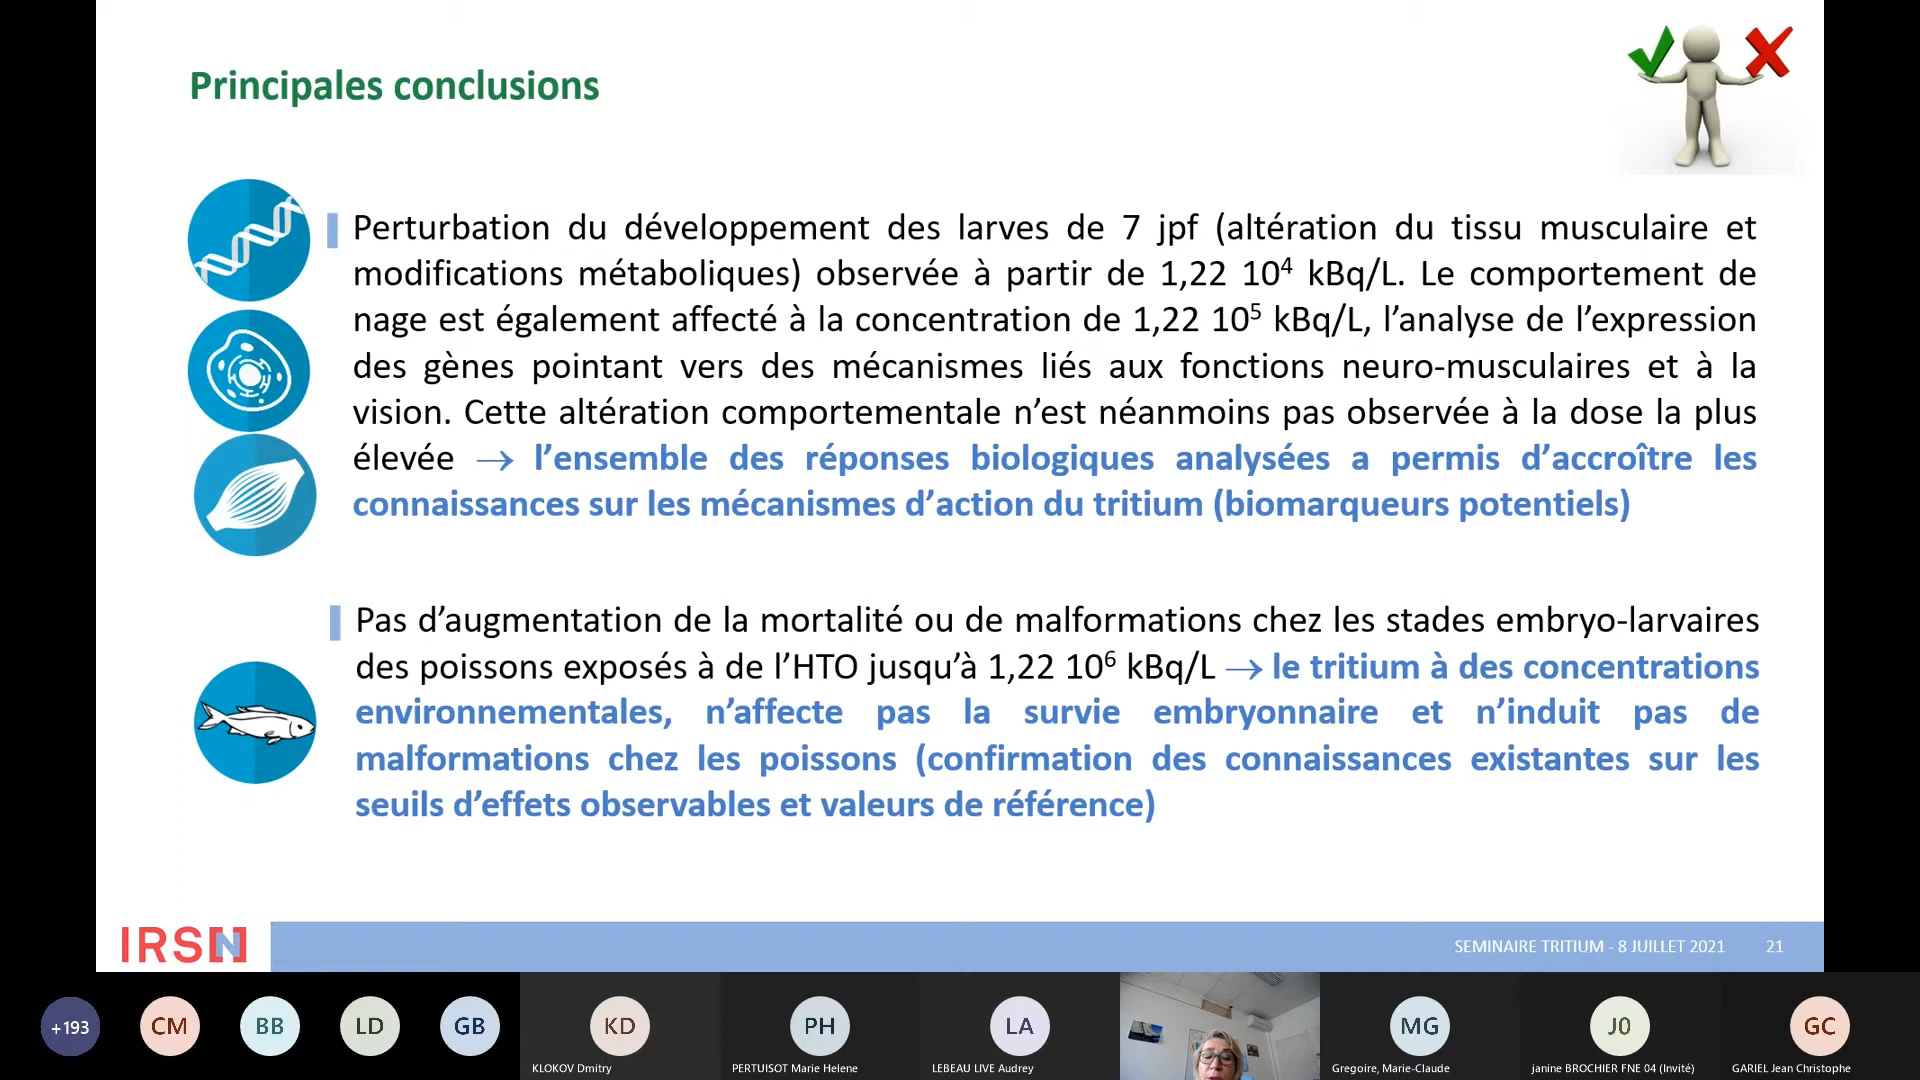 Principales conclusions
Perturbation du développement des larves de 7 jpf (altération du tissu musculaire et
modifications métaboliques) observée à partir de 1,22 10⁴ kBq/L. Le comportement de
nage est également affecté à la concentration de 1,22 10⁵ kBq/L, l’analyse de l’expression
des gènes pointant vers des mécanismes liés aux fonctions neuro-musculaires et à la
vision. Cette altération comportementale n’est néanmoins pas observée à la dose la plus
élevée → l’ensemble des réponses biologiques analysées a permis d’accroître les
connaissances sur les mécanismes d’action du tritium (biomarqueurs potentiels)
Pas d’augmentation de la mortalité ou de malformations chez les stades embryo-larvaires
des poissons exposés à de l’HTO jusqu’à 1,22 10⁶ kBq/L → le tritium à des concentrations
environnementales, n’affecte pas la survie embryonnaire et n’induit pas de
malformations chez les poissons (confirmation des connaissances existantes sur les
seuils d’effets observables et valeurs de référence)
IRSN
SEMINAIRE TRITIUM - 8 JUILLET 2021 21
+193 CM BB LD GB KD PH LA MG J0 GC
KLOKOV Dmitry PERTUISOT Marie Helene LEBEAU LIVE Audrey Gregoire, Marie-Claude janine BROCHIER FNE 04 (Invité) GARIEL Jean Christophe